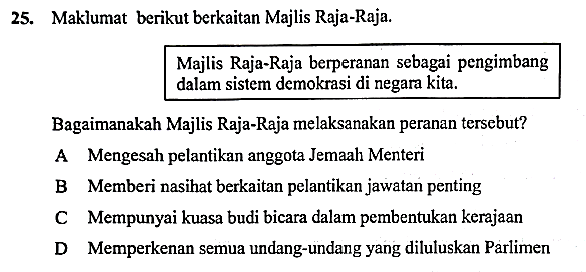 25. Maklumat berikut berkaitan Majlis Raja-Raja.
Majlis Raja-Raja berperanan sebagai pengimbang
dalam sistem demokrasi di negara kita.
Bagaimanakah Majlis Raja-Raja melaksanakan peranan tersebut?
A Mengesah pelantikan anggota Jemaah Menteri
B Memberi nasihat berkaitan pelantikan jawatan penting
C Mempunyai kuasa budi bicara dalam pembentukan kerajaan
D Memperkenan semua undang-undang yang diluluskan Parlimen